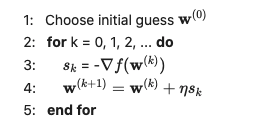 1: Choose initial guess w⁽⁰⁾
2: for k = 0, 1, 2, ... do
3: sₖ = -∇f(w⁽ᵏ⁾)
4: w⁽ᵏ⁺¹⁾ = w⁽ᵏ⁾ + ηsₖ
5: end for